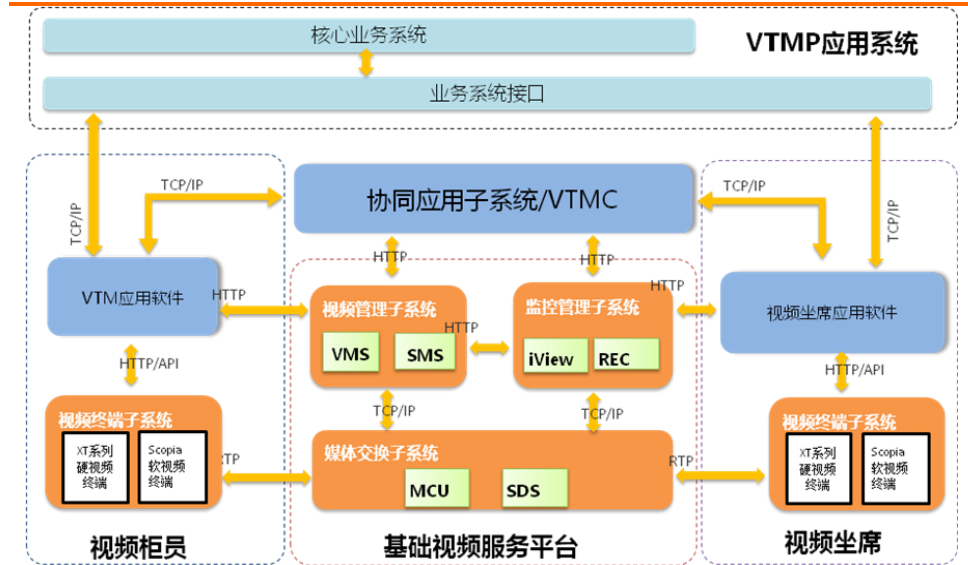 核心业务系统
VTMP应用系统
业务系统接口
TCP/IP
TCP/IP
协同应用子系统/VTMC
TCP/IP
TCP/IP
HTTP
HTTP
VTM应用软件
HTTP
视频管理子系统
VMS
SMS
HTTP
监控管理子系统
iView
REC
HTTP
视频坐席应用软件
HTTP/API
TCP/IP
TCP/IP
HTTP/API
视频终端子系统
XT系列
硬视频
终端
Scopia
软视频
终端
RTP
媒体交换子系统
MCU
SDS
RTP
视频终端子系统
XT系列
硬视频
终端
Scopia
软视频
终端
视频柜员
基础视频服务平台
视频坐席